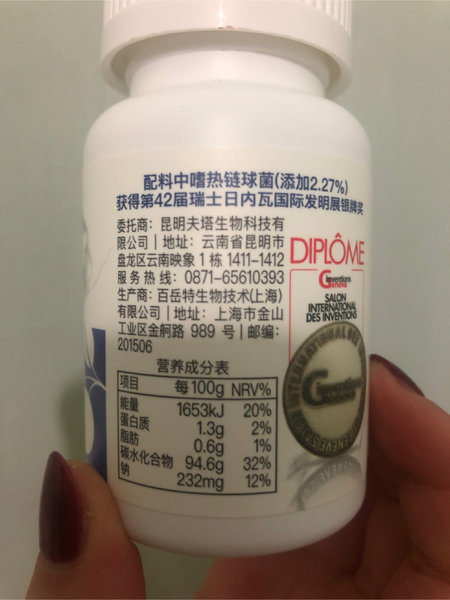 配料中嗜热链球菌(添加2.27%)
获得第42届瑞士日内瓦国际发明展银牌奖
委托商：昆明夫塔生物科技有
限公司 | 地址：云南省昆明市
盘龙区云南映象 1 栋 1411-1412
服务热线：0871-65610393
生产商：百岳特生物技术(上海)
有限公司 | 地址：上海市金山
工业区金舸路 989 号 | 邮编：
201506
DIPLÔME
inventions
Geneva
SALON
INTERNATIONAL
DES INVENTIONS
营养成分表
项目 每100g NRV%
能量 1653kJ 20%
蛋白质 1.3g 2%
脂肪 0.6g 1%
碳水化合物 94.6g 32%
钠 232mg 12%